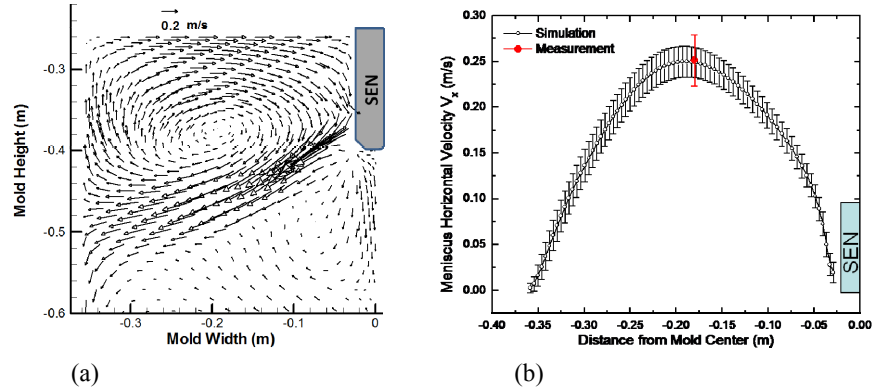 0.2 m/s
-0.3
-0.4
-0.5
-0.6
Mold Height (m)
SEN
-0.3
-0.2
-0.1
0
Mold Width (m)
(a)
Simulation
Measurement
0.35
0.30
0.25
0.20
0.15
0.10
0.05
0.00
Meniscus Horizontal Velocity Vₓ (m/s)
SEN
-0.40
-0.35
-0.30
-0.25
-0.20
-0.15
-0.10
-0.05
0.00
Distance from Mold Center (m)
(b)